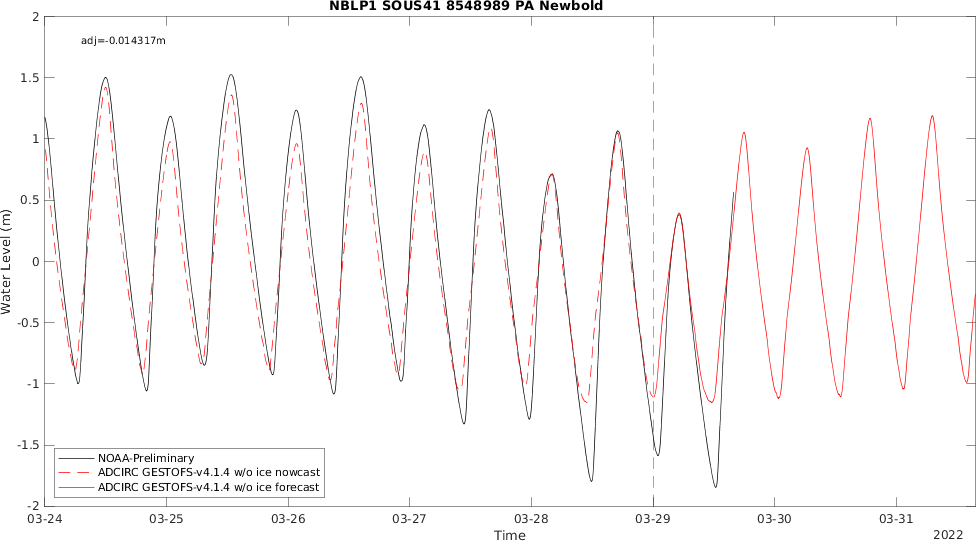 NBLP1 SOUS41 8548989 PA Newbold
adj=-0.014317m
Water Level (m)
2
1.5
1
0.5
0
-0.5
-1
-1.5
-2
NOAA-Preliminary
ADCIRC GESTOFS-v4.1.4 w/o ice nowcast
ADCIRC GESTOFS-v4.1.4 w/o ice forecast
03-24 03-25 03-26 03-27 03-28 03-29 03-30 03-31
Time
2022